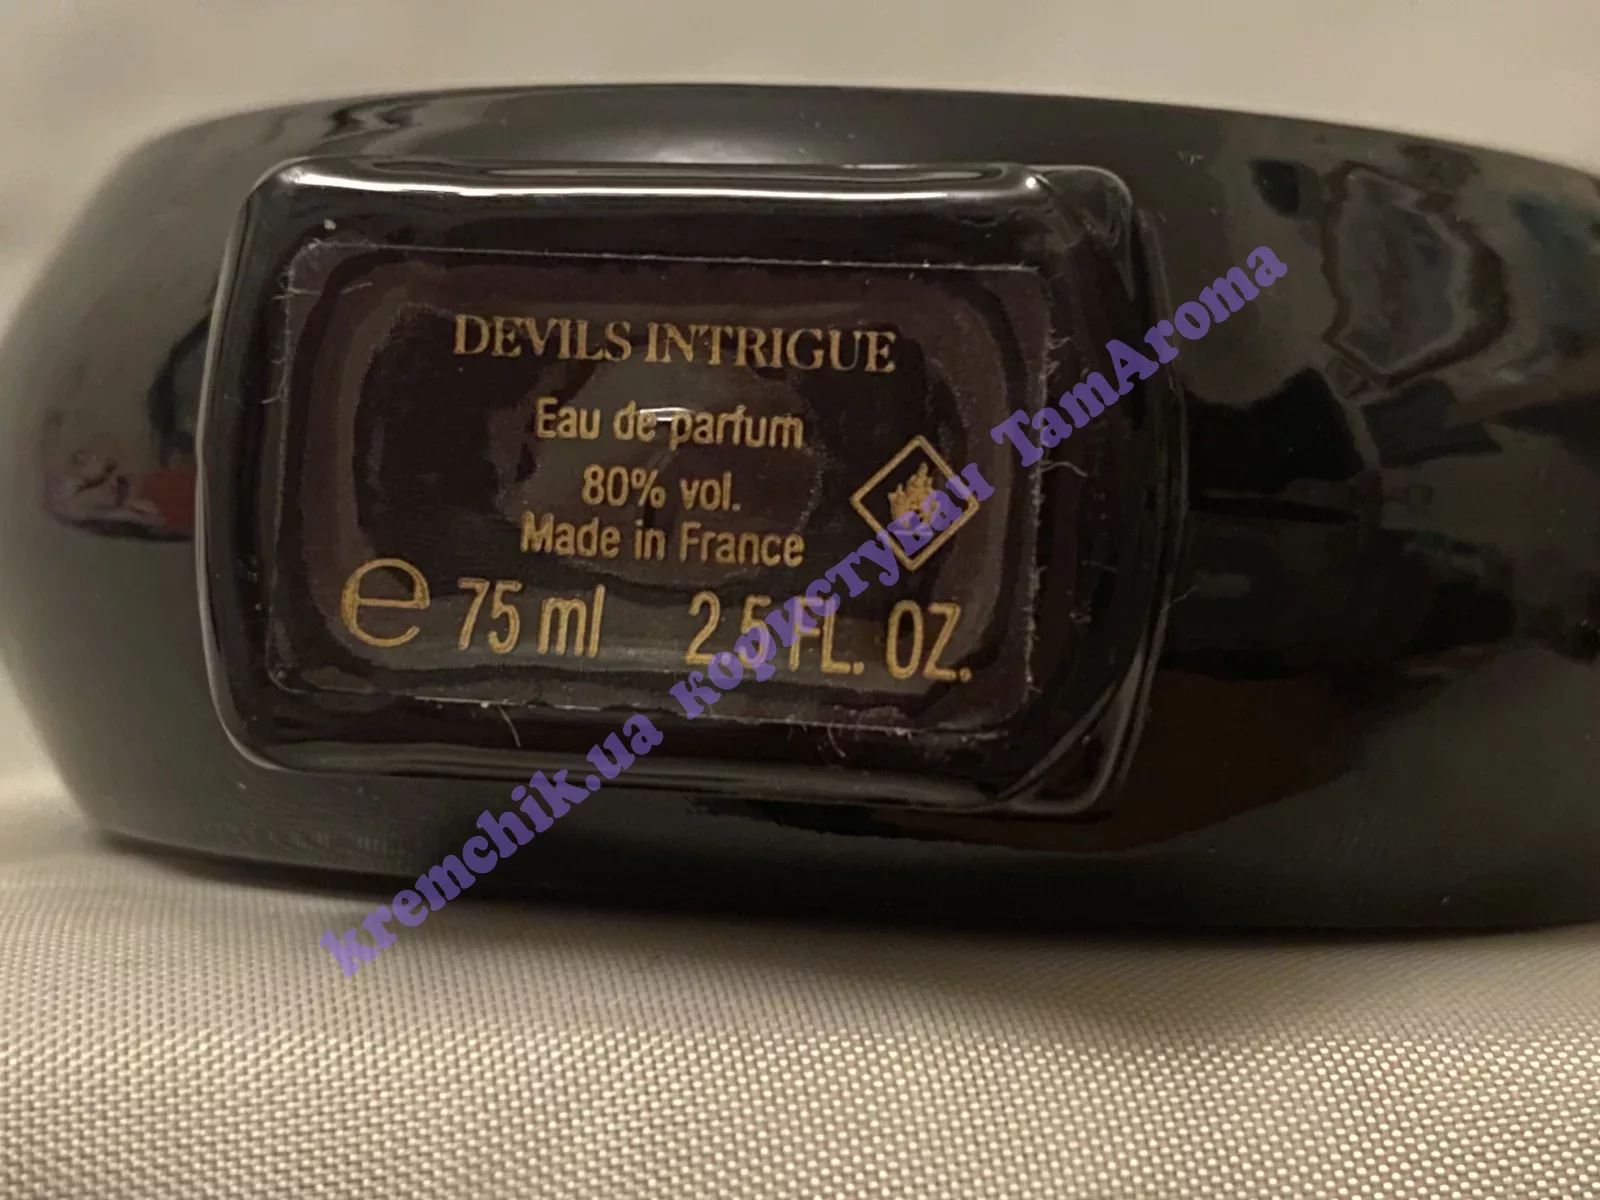 DEVILS INTRIGUE
Eau de parfum
80% vol.
Made in France
e 75 ml 2.5 FL. OZ.
kremchik.ua користувач TamAroma